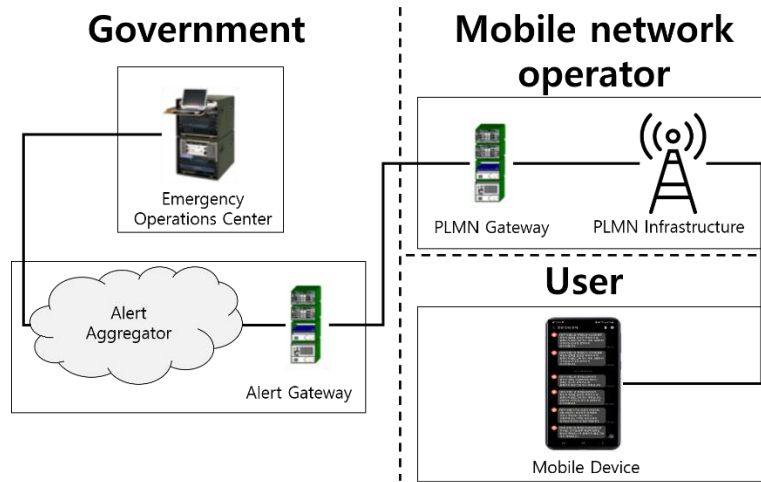 Government
Emergency
Operations Center
Alert
Aggregator
Alert Gateway
Mobile network
operator
PLMN Gateway
PLMN Infrastructure
User
Mobile Device